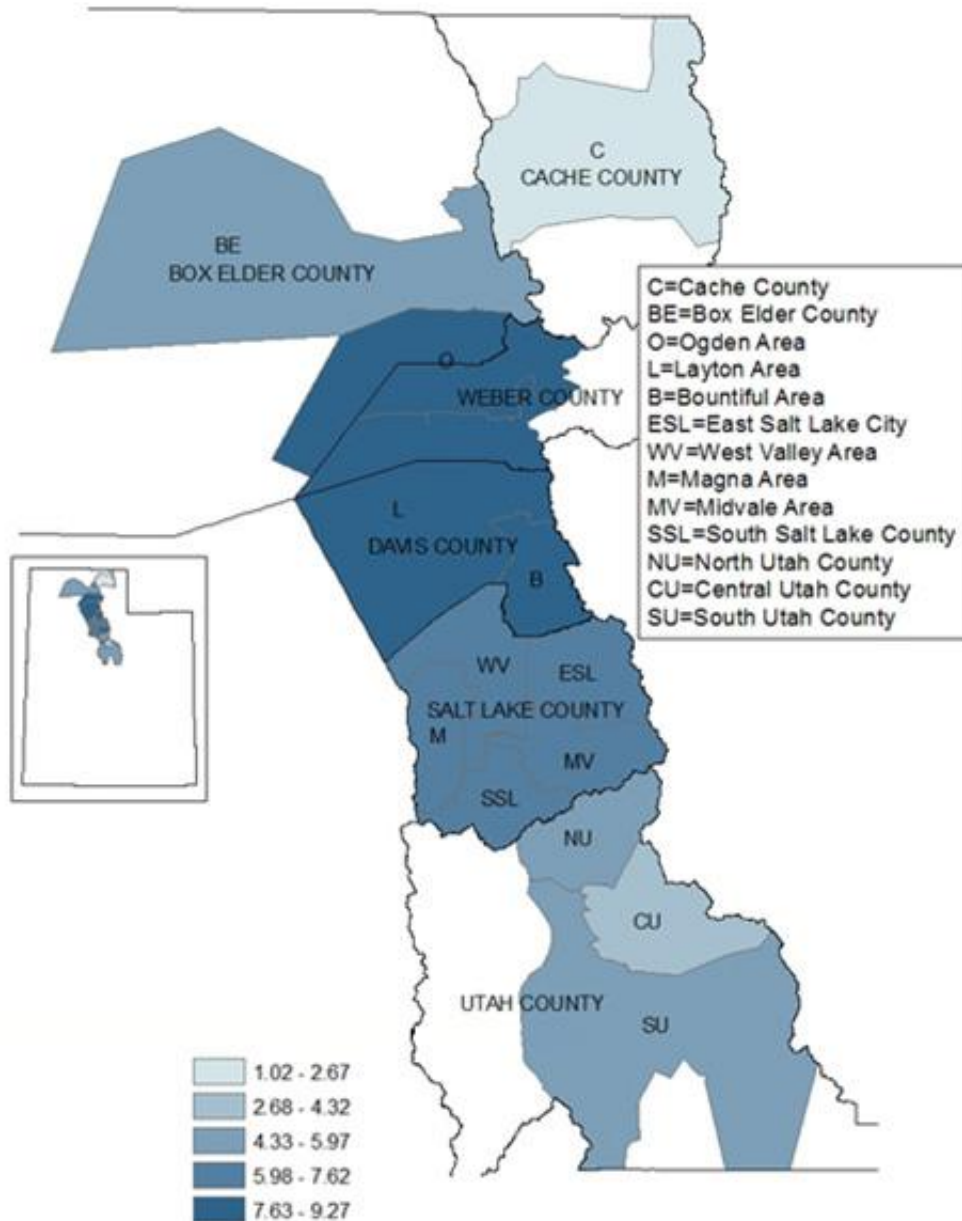 C
CACHE COUNTY
BE
BOX ELDER COUNTY
C=Cache County
BE=Box Elder County
O=Ogden Area
L=Layton Area
B=Bountiful Area
ESL=East Salt Lake City
WV=West Valley Area
M=Magna Area
MV=Midvale Area
SSL=South Salt Lake County
NU=North Utah County
CU=Central Utah County
SU=South Utah County
O
WEBER COUNTY
L
DAVIS COUNTY
B
WV
ESL
SALT LAKE COUNTY
M
MV
SSL
NU
CU
UTAH COUNTY
SU
1.02 - 2.67
2.68 - 4.32
4.33 - 5.97
5.98 - 7.62
7.63 - 9.27